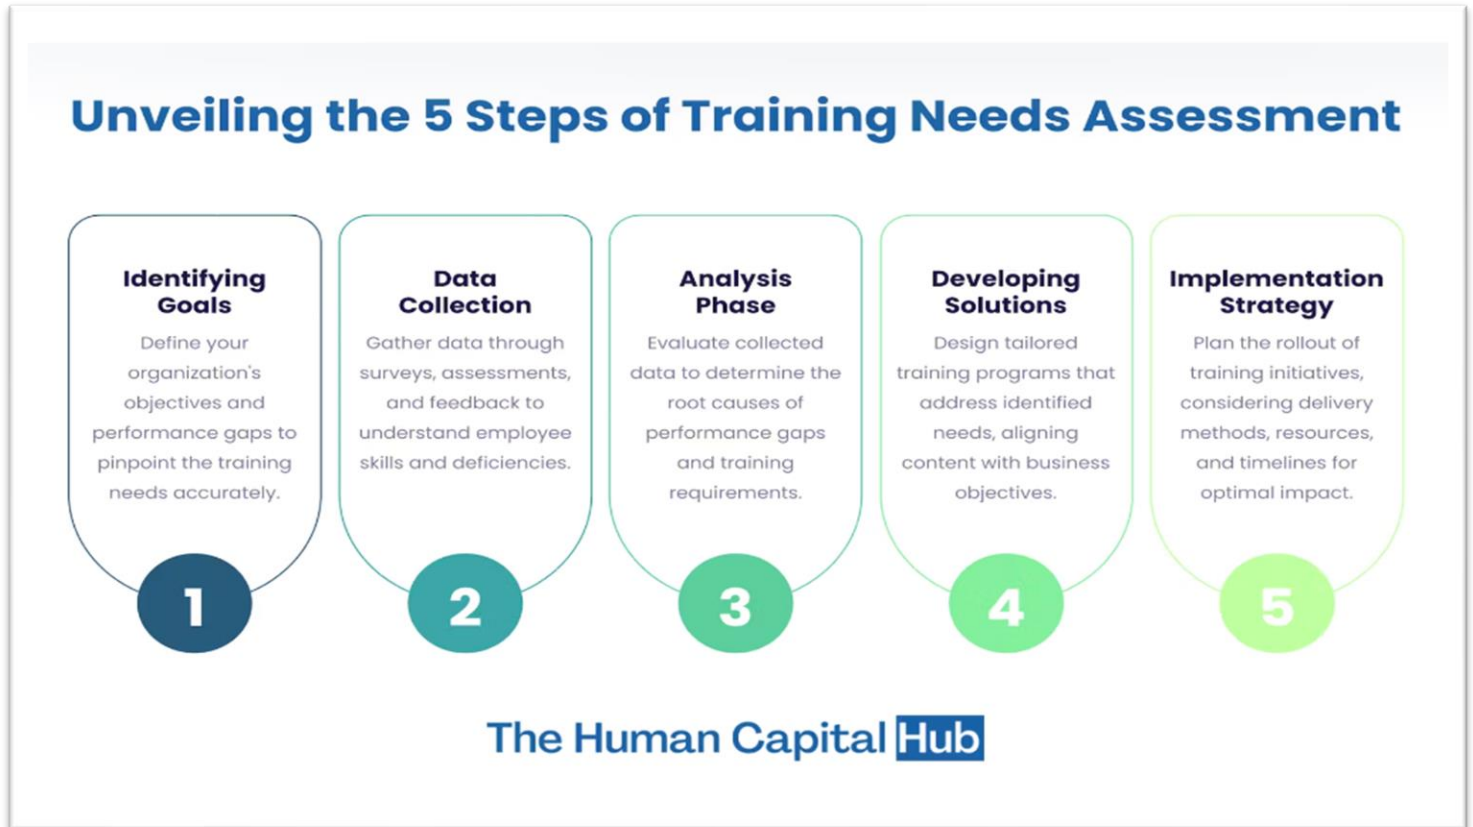 Unveiling the 5 Steps of Training Needs Assessment
Identifying
Goals
Define your
organization's
objectives and
performance gaps to
pinpoint the training
needs accurately.
1
Data
Collection
Gather data through
surveys, assessments,
and feedback to
understand employee
skills and deficiencies.
2
Analysis
Phase
Evaluate collected
data to determine the
root causes of
performance gaps
and training
requirements.
3
Developing
Solutions
Design tailored
training programs that
address identified
needs, aligning
content with business
objectives.
4
Implementation
Strategy
Plan the rollout of
training initiatives,
considering delivery
methods, resources,
and timelines for
optimal impact.
5
The Human Capital Hub